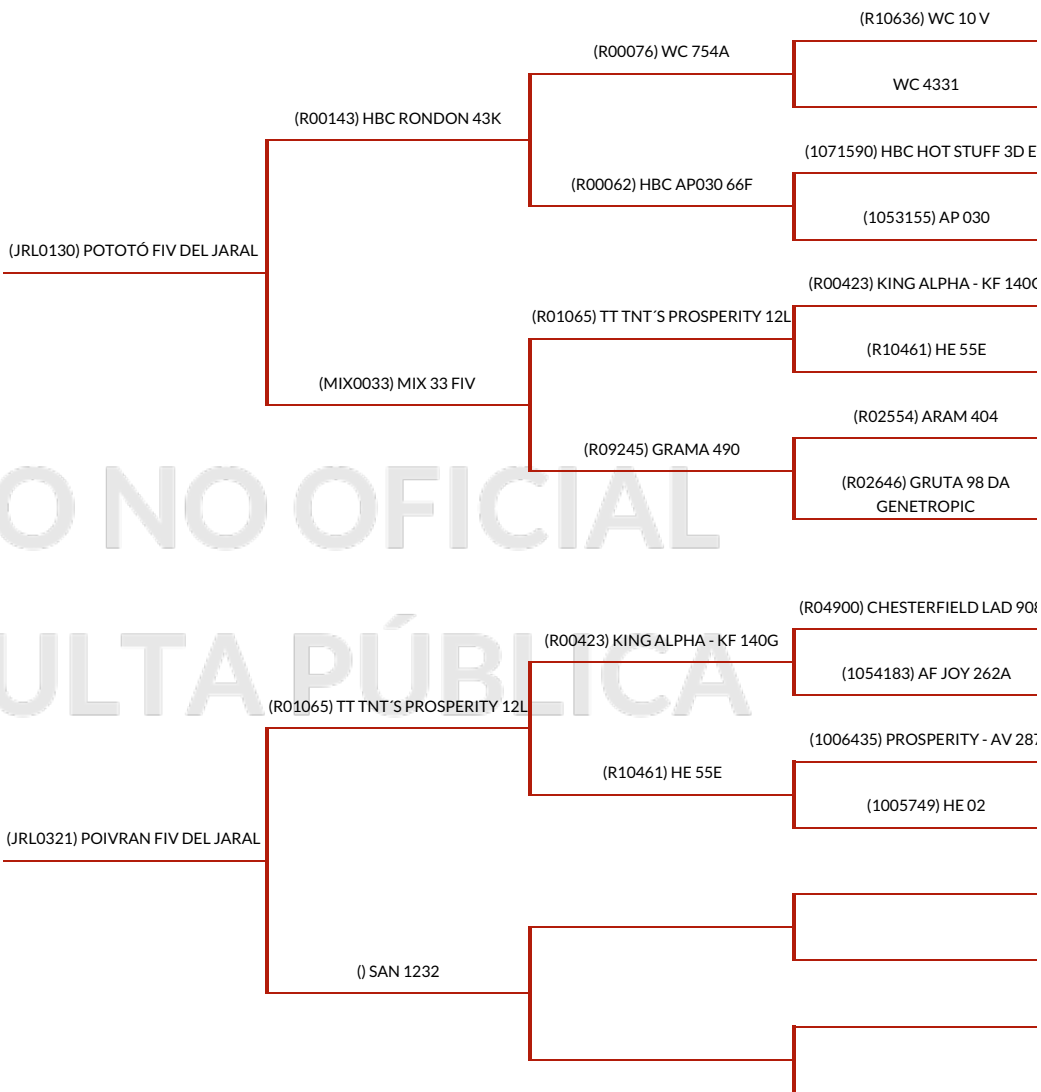 (R10636) WC 10 V
(R00076) WC 754A
WC 4331
(R00143) HBC RONDON 43K
(1071590) HBC HOT STUFF 3D E
(R00062) HBC AP030 66F
(1053155) AP 030
(JRL0130) POTOTÓ FIV DEL JARAL
(R00423) KING ALPHA - KF 140G
(R01065) TT TNT´S PROSPERITY 12L
(R10461) HE 55E
(MIX0033) MIX 33 FIV
(R02554) ARAM 404
(R09245) GRAMA 490
(R02646) GRUTA 98 DA
GENETROPIC
O NO OFICIAL
(R04900) CHESTERFIELD LAD 908
(R00423) KING ALPHA - KF 140G
ULTA PÚBLICA
(1054183) AF JOY 262A
(R01065) TT TNT´S PROSPERITY 12L
(1006435) PROSPERITY - AV 287
(R10461) HE 55E
(1005749) HE 02
(JRL0321) POIVRAN FIV DEL JARAL
() SAN 1232